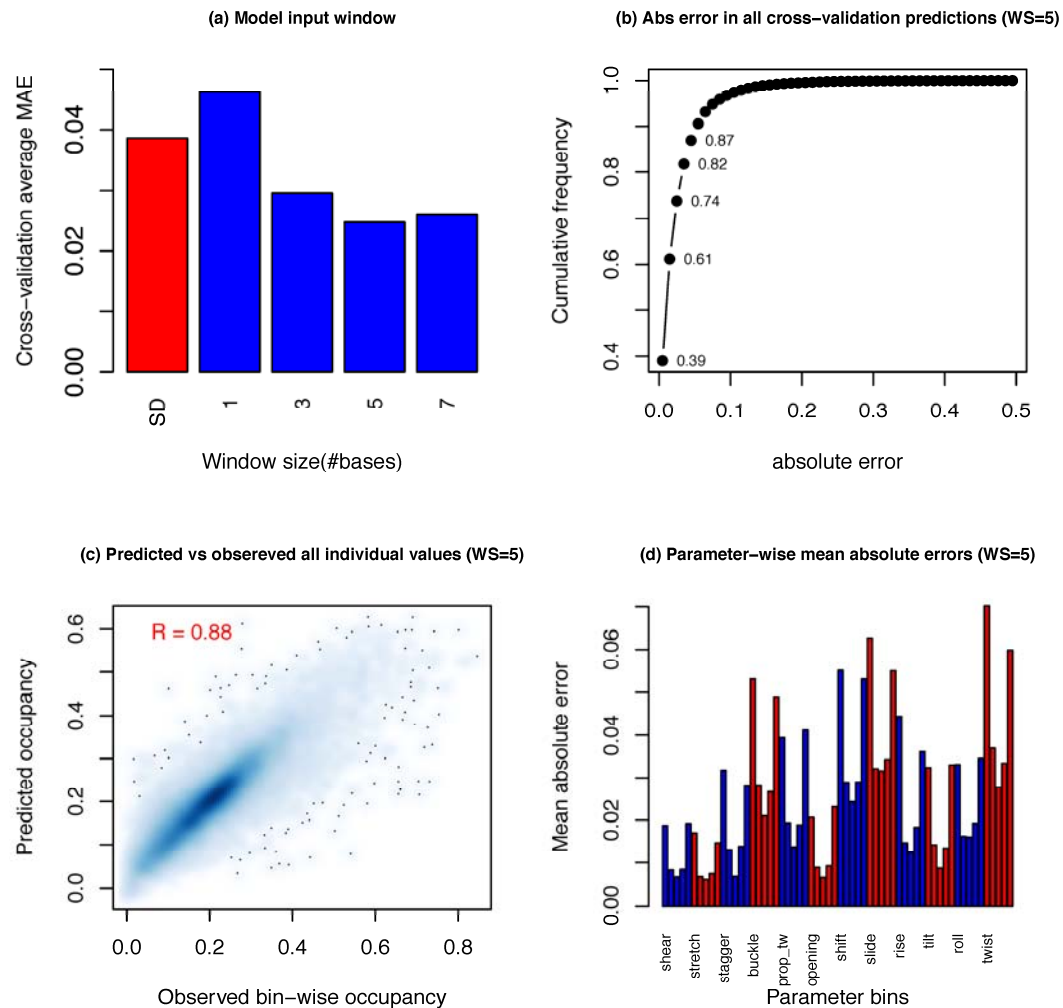 (a) Model input window
Cross−validation average MAE
0.04
0.02
0.00
SD
1
3
5
7
Window size(#bases)
(b) Abs error in all cross−validation predictions (WS=5)
Cumulative frequency
1.0
0.8
0.6
0.4
0.87
0.82
0.74
0.61
0.39
0.0 0.1 0.2 0.3 0.4 0.5
absolute error
(c) Predicted vs obsereved all individual values (WS=5)
Predicted occupancy
0.6
0.4
0.2
0.0
R = 0.88
0.0 0.2 0.4 0.6 0.8
Observed bin−wise occupancy
(d) Parameter−wise mean absolute errors (WS=5)
Mean absolute error
0.06
0.04
0.02
0.00
shear
stretch
stagger
buckle
prop_tw
opening
shift
slide
rise
tilt
roll
twist
Parameter bins